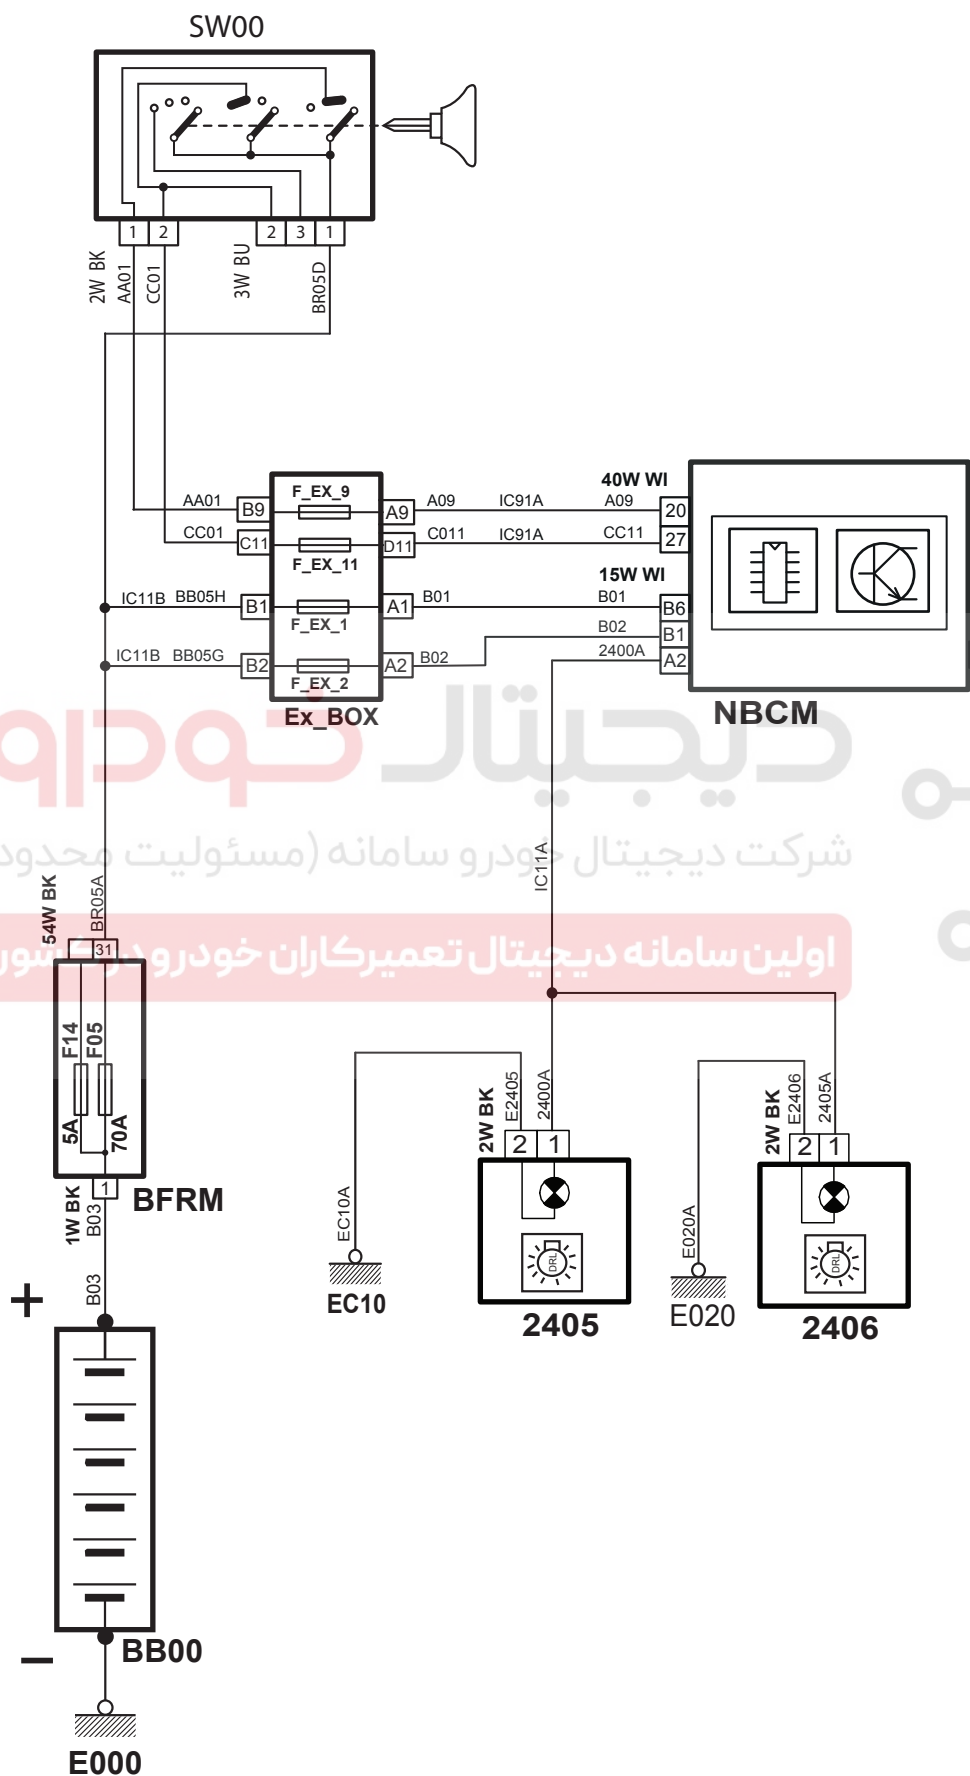 SW00
1 2 2 3 1
2W BK
AA01
CC01
3W BU
BR05D
40W WI
F_EX_9
AA01 B9 A9 A09 IC91A A09 20
CC01 C11 D11 C011 IC91A CC11 27
F_EX_11
15W WI
IC11B BB05H B1 A1 B01 B01 B6
F_EX_1
B02 B1
IC11B BB05G B2 A2 B02 2400A A2
F_EX_2
Ex_BOX
NBCM
دیجیتال خودرو
شرکت دیجیتال خودرو سامانه (مسئولیت محدود
اولین سامانه دیجیتال تعمیرکاران خودرو در کشور
IC11A
54W BK
BR05A
31
F14
F05
5A
70A
1
BFRM
1W BK
B03
B03
+
2W BK
E2405
2400A
2 1
2W BK
E2406
2405A
2 1
EC10A
E020A
DRL
DRL
EC10
2405
E020
2406
–
BB00
E000